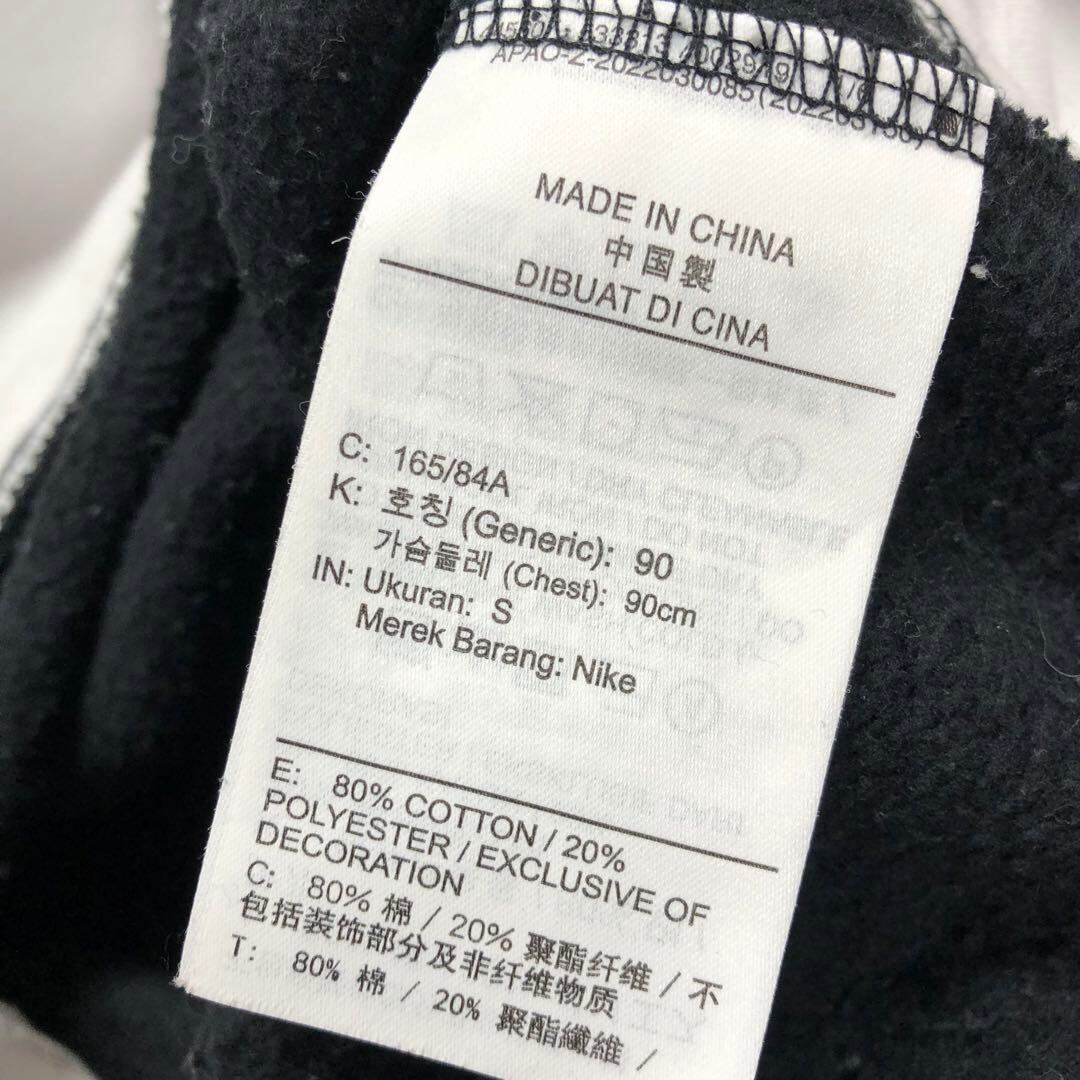 APAO-Z-2022030085(20220315
MADE IN CHINA
中国製
DIBUAT DI CINA
C: 165/84A
K: 호칭 (Generic): 90
가슴둘레 (Chest): 90cm
IN: Ukuran: S
Merek Barang: Nike
E: 80% COTTON / 20%
POLYESTER / EXCLUSIVE OF
DECORATION
C: 80% 棉 / 20% 聚酯纤维 / 不
包括装饰部分及非纤维物质
T: 80% 棉 / 20% 聚酯纖維 /